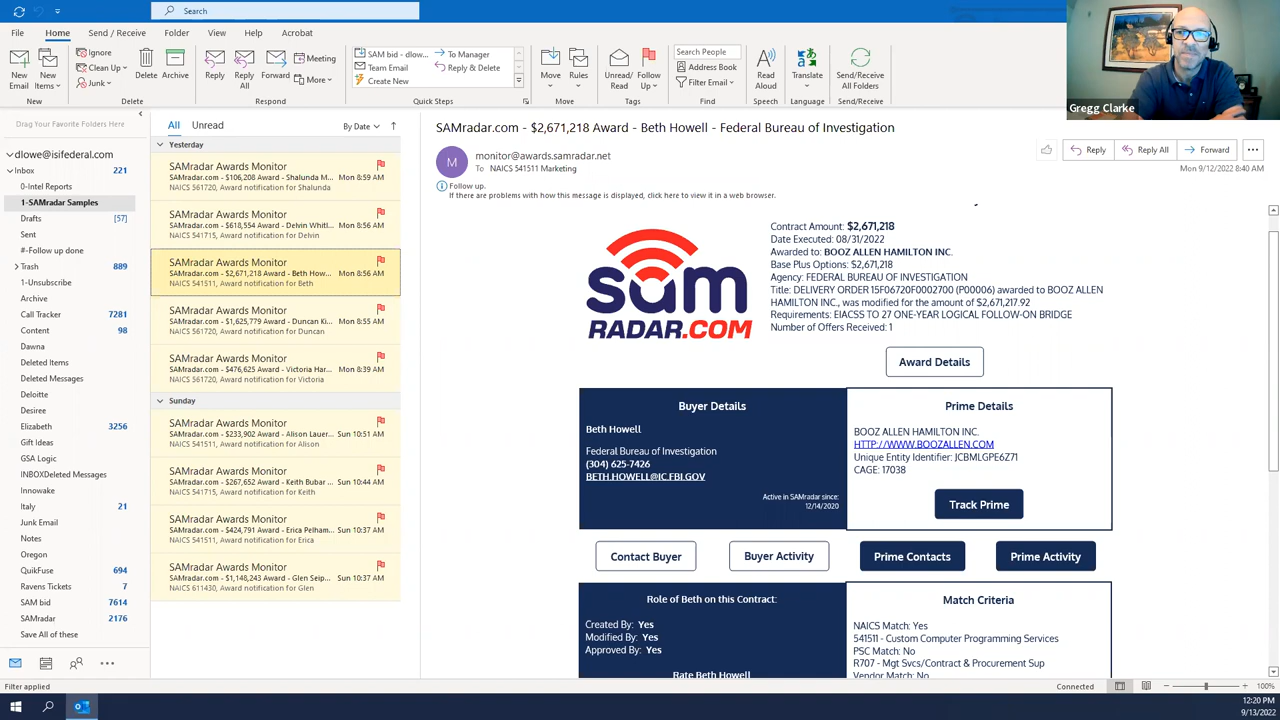 Search
File
Home
Send / Receive
Folder
View
Help
Acrobat
New
Email
New
Items
Ignore
Clean Up
Junk
Delete
Archive
Reply
Reply
All
Forward
Meeting
More
SAM bid - dlow...
Team Email
Create New
To Manager
Reply & Delete
Move
Rules
Unread/
Read
Follow
Up
Search People
Address Book
Filter Email
Read
Aloud
Translate
Send/Receive
All Folders
New
Delete
Respond
Quick Steps
Move
Tags
Find
Speech
Language
Send/Receive
Gregg Clarke
Drag Your Favorite Folders Here
dlowe@isifederal.com
Inbox 221
0-Intel Reports
1-SAMradar Samples
Drafts [57]
Sent
#-Follow up done
Trash 889
1-Unsubscribe
Archive
Call Tracker 7281
Content 98
Dawna
Deleted Items
Deleted Messages
Deloitte
Desiree
Elizabeth 3256
Gift Ideas
GSA Logic
INBOXDeleted Messages
Innowake
Italy 21
Junk Email
Notes
Oregon
QuikFuse 694
Ravens Tickets 7
SAM bid 7614
SAMradar 2176
Save All of these
All Unread By Date
Yesterday
SAMradar Awards Monitor
SAMradar.com - $106,208 Award - Shalunda M... Mon 8:59 AM
NAICS 561720, Award notification for Shalunda
SAMradar Awards Monitor
SAMradar.com - $618,554 Award - Delvin Whitl... Mon 8:56 AM
NAICS 541715, Award notification for Delvin
SAMradar Awards Monitor
SAMradar.com - $2,671,218 Award - Beth How... Mon 8:56 AM
NAICS 541511, Award notification for Beth
SAMradar Awards Monitor
SAMradar.com - $1,625,779 Award - Duncan Ki... Mon 8:55 AM
NAICS 561720, Award notification for Duncan
SAMradar Awards Monitor
SAMradar.com - $476,625 Award - Victoria Har... Mon 8:39 AM
NAICS 561720, Award notification for Victoria
Sunday
SAMradar Awards Monitor
SAMradar.com - $233,902 Award - Alison Lauer... Sun 10:51 AM
NAICS 541511, Award notification for Alison
SAMradar Awards Monitor
SAMradar.com - $267,652 Award - Keith Bubar ... Sun 10:44 AM
NAICS 541715, Award notification for Keith
SAMradar Awards Monitor
SAMradar.com - $424,791 Award - Erica Pelham... Sun 10:37 AM
NAICS 541511, Award notification for Erica
SAMradar Awards Monitor
SAMradar.com - $1,148,243 Award - Glen Seip... Sun 10:37 AM
NAICS 611430, Award notification for Glen
SAMradar.com - $2,671,218 Award - Beth Howell - Federal Bureau of Investigation
M
monitor@awards.samradar.net
To NAICS 541511 Marketing
Reply Reply All Forward
Mon 9/12/2022 8:40 AM
Follow up.
If there are problems with how this message is displayed, click here to view it in a web browser.
sam
RADAR.COM
Contract Amount: $2,671,218
Date Executed: 08/31/2022
Awarded to: BOOZ ALLEN HAMILTON INC.
Base Plus Options: $2,671,218
Agency: FEDERAL BUREAU OF INVESTIGATION
Title: DELIVERY ORDER 15F06720F0002700 (P00006) awarded to BOOZ ALLEN
HAMILTON INC., was modified for the amount of $2,671,217.92
Requirements: EIACSS TO 27 ONE-YEAR LOGICAL FOLLOW-ON BRIDGE
Number of Offers Received: 1
Award Details
Buyer Details
Beth Howell
Federal Bureau of Investigation
(304) 625-7426
BETH.HOWELL@IC.FBI.GOV
Active in SAMradar since:
12/14/2020
Prime Details
BOOZ ALLEN HAMILTON INC.
HTTP://WWW.BOOZALLEN.COM
Unique Entity Identifier: JCBMLGPE6Z71
CAGE: 17038
Track Prime
Contact Buyer
Buyer Activity
Prime Contacts
Prime Activity
Role of Beth on this Contract:
Created By: Yes
Modified By: Yes
Approved By: Yes
Rate Beth Howell
Match Criteria
NAICS Match: Yes
541511 - Custom Computer Programming Services
PSC Match: No
R707 - Mgt Svcs/Contract & Procurement Sup
Vendor Match: No
Filter applied
Connected
100%
12:20 PM
9/13/2022